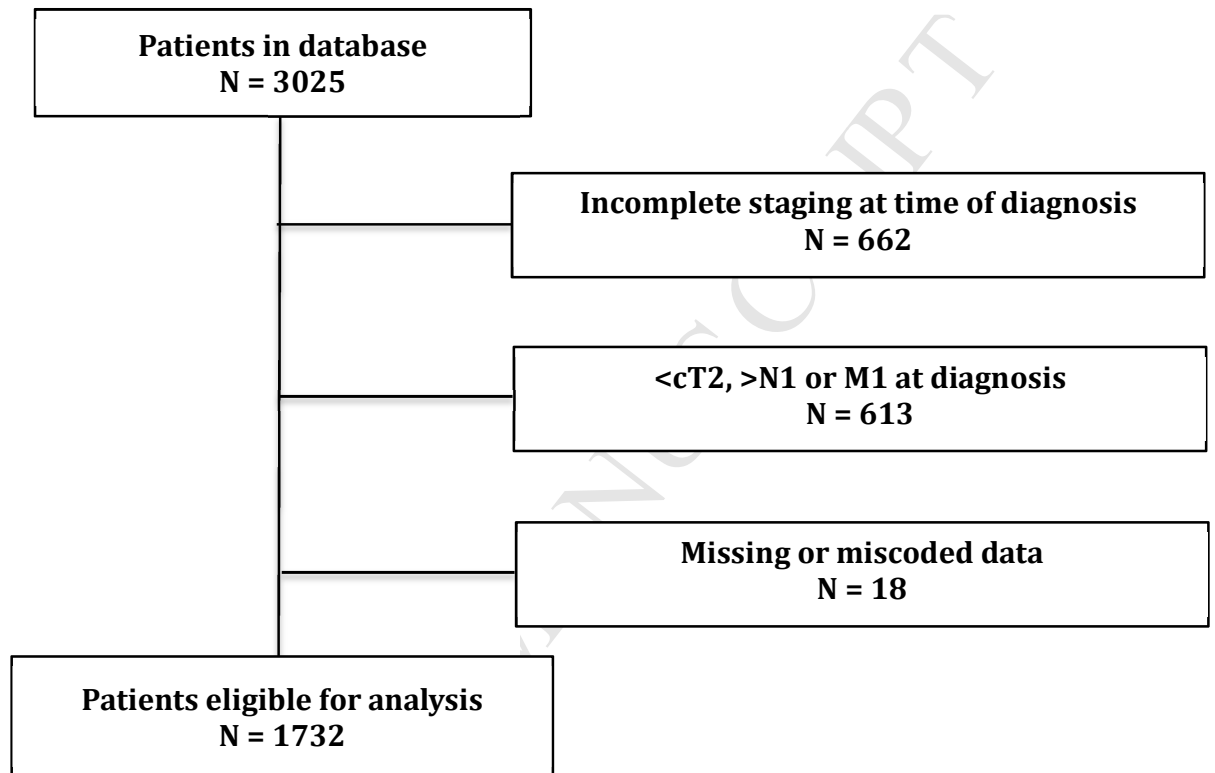 Patients in database
N = 3025
Incomplete staging at time of diagnosis
N = 662
<cT2, >N1 or M1 at diagnosis
N = 613
Missing or miscoded data
N = 18
Patients eligible for analysis
N = 1732